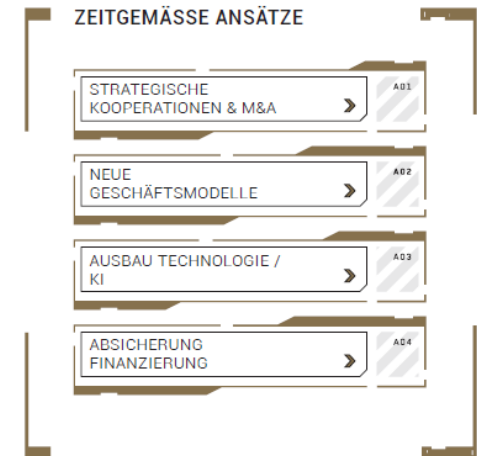 ZEITGEMÄSSE ANSÄTZE
STRATEGISCHE
KOOPERATIONEN & M&A
A01
NEUE
GESCHÄFTSMODELLE
A02
AUSBAU TECHNOLOGIE /
KI
A03
ABSICHERUNG
FINANZIERUNG
A04